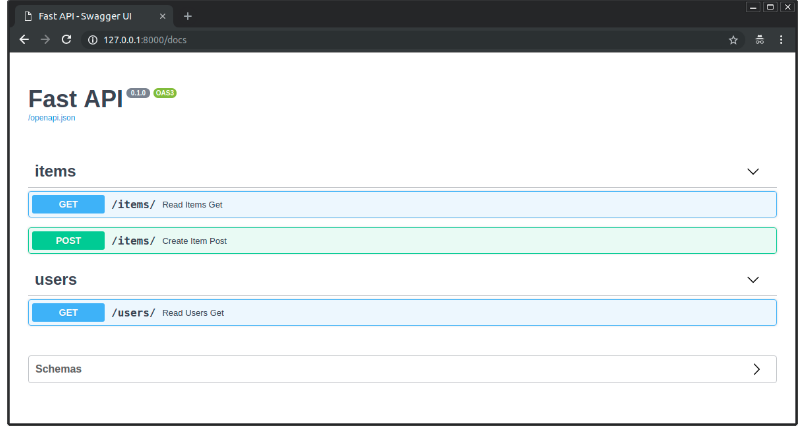 Fast API - Swagger UI
127.0.0.1:8000/docs
Fast API 0.1.0 OAS3
/openapi.json
items
GET /items/ Read Items Get
POST /items/ Create Item Post
users
GET /users/ Read Users Get
Schemas